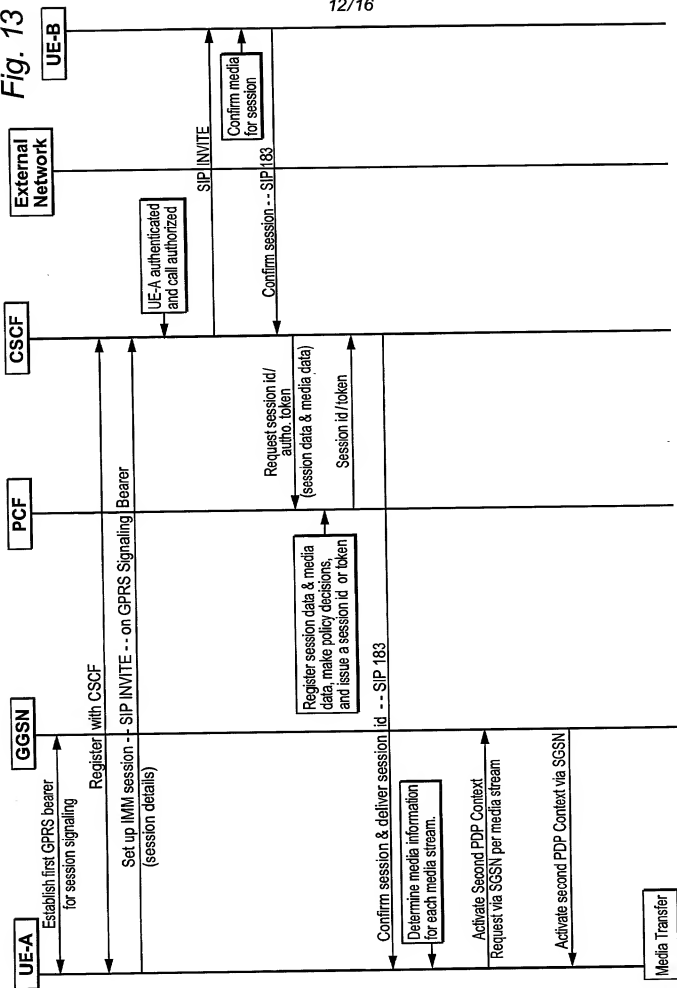 12/16
Fig. 13
UE-A
GGSN
PCF
CSCF
External
Network
UE-B
Establish first GPRS bearer
for session signaling
Register with CSCF
Set up IMM session -- SIP INVITE -- on GPRS Signaling Bearer
(session details)
UE-A authenticated
and call authorized
SIP INVITE
Confirm media
for session
Confirm session -- SIP 183
Request session id/
autho. token
(session data & media data)
Register session data & media
data, make policy decisions,
and issue a session id or token
Session id/token
Confirm session & deliver session id -- SIP 183
Determine media information
for each media stream.
Activate Second PDP Context
Request via SGSN per media stream
Activate second PDP Context via SGSN
Media Transfer